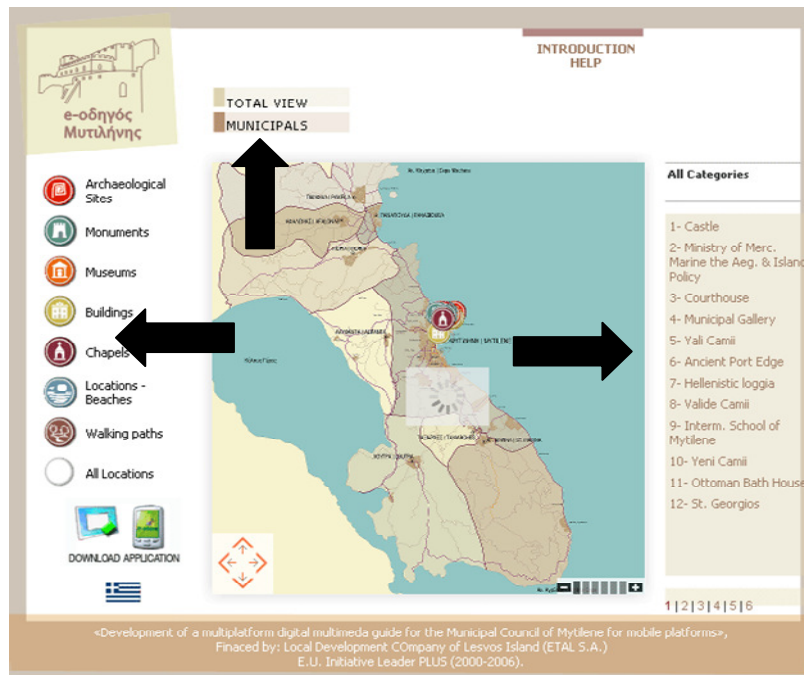 INTRODUCTION
HELP
e-οδηγός
Μυτιλήνης
TOTAL VIEW
MUNICIPALS
Archaeological
Sites
Monuments
Museums
Buildings
Chapels
Locations -
Beaches
Walking paths
All Locations
DOWNLOAD APPLICATION
All Categories
1- Castle
2- Ministry of Merc.
Marine the Aeg. & Island
Policy
3- Courthouse
4- Municipal Gallery
5- Yali Camii
6- Ancient Port Edge
7- Hellenistic loggia
8- Valide Camii
9- Interm. School of
Mytilene
10- Yeni Camii
11- Ottoman Bath House
12- St. Georgios
1|2|3|4|5|6
«Development of a multiplatform digital multimeda guide for the Municipal Council of Mytilene for mobile platforms»,
Finaced by: Local Development COmpany of Lesvos Island (ETAL S.A.)
E.U. Initiative Leader PLUS (2000-2006).